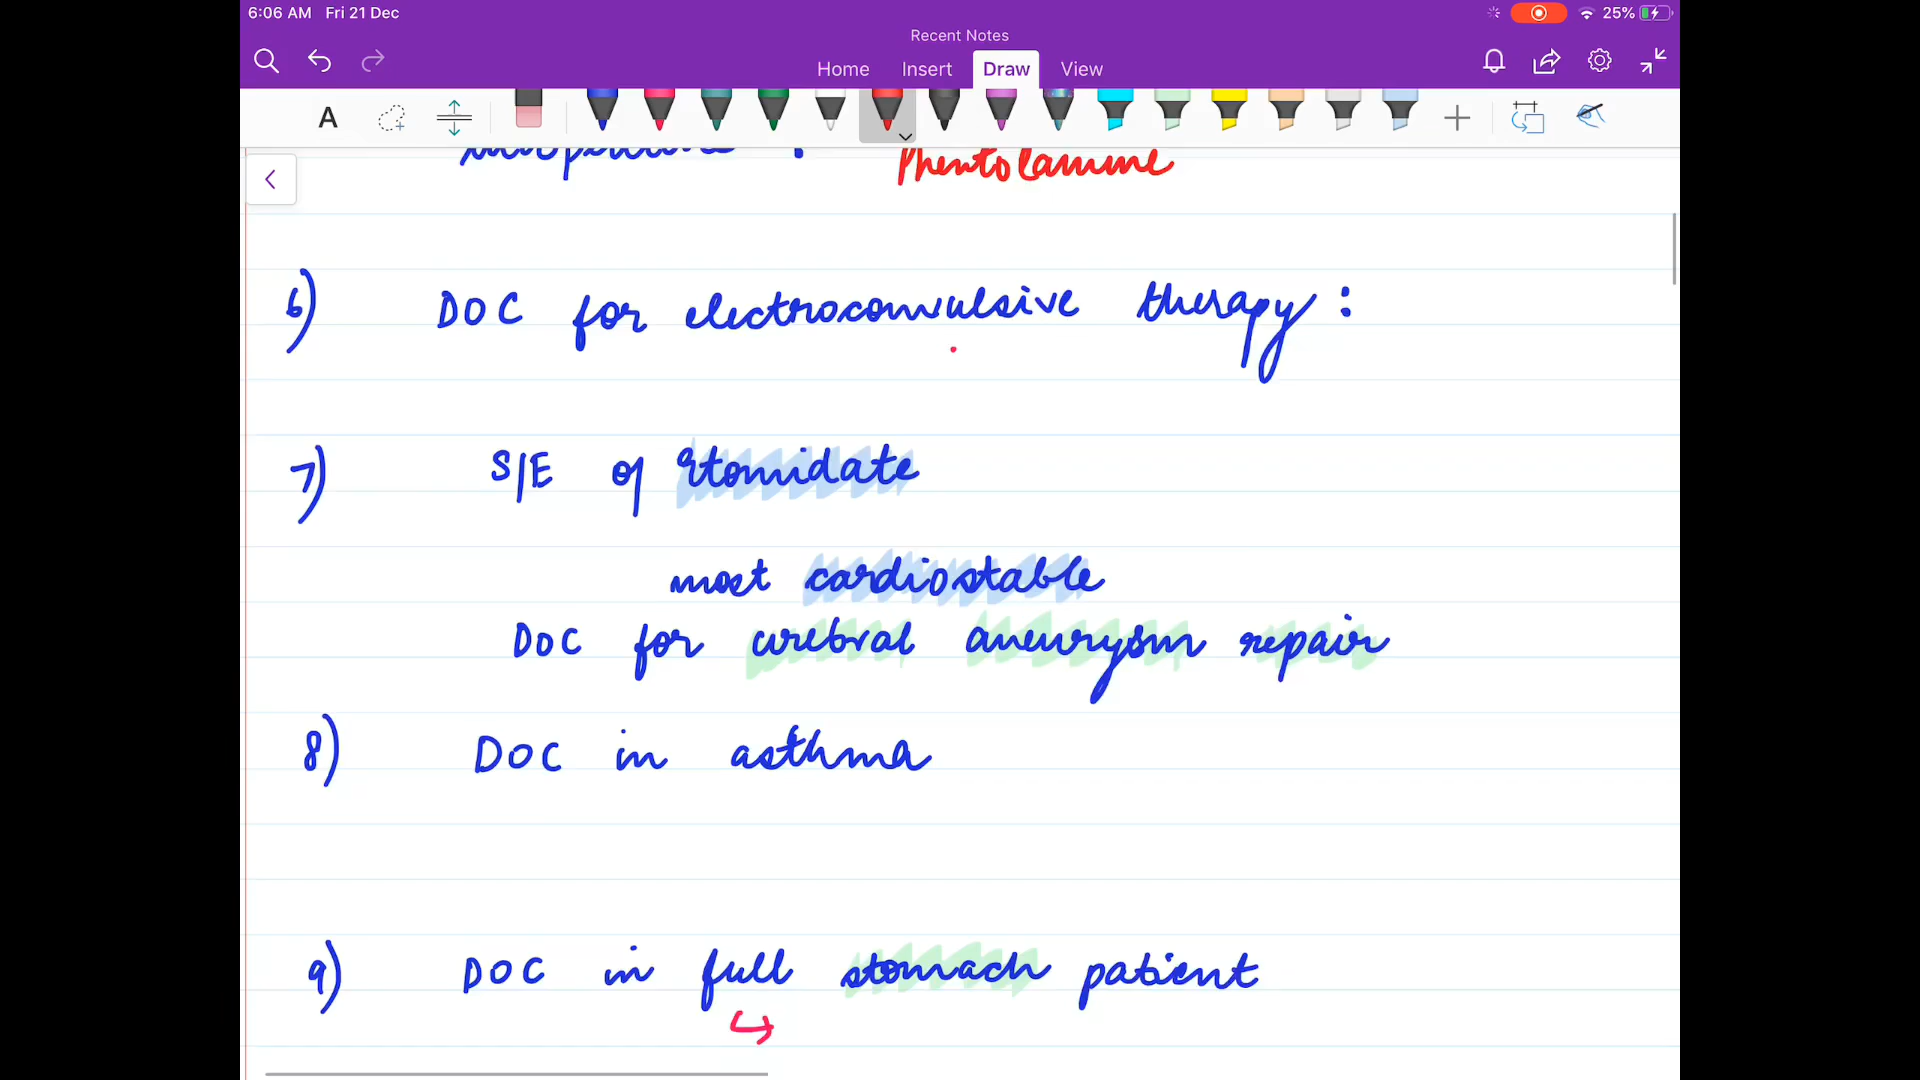 6:06 AM Fri 21 Dec
25%
Recent Notes
Home Insert Draw View
A
Phentolamine
6) DOC for electroconvulsive therapy :
7) S/E of Etomidate
most cardiostable
DOC for cerebral aneurysm repair
8) DOC in asthma
9) DOC in full stomach patient